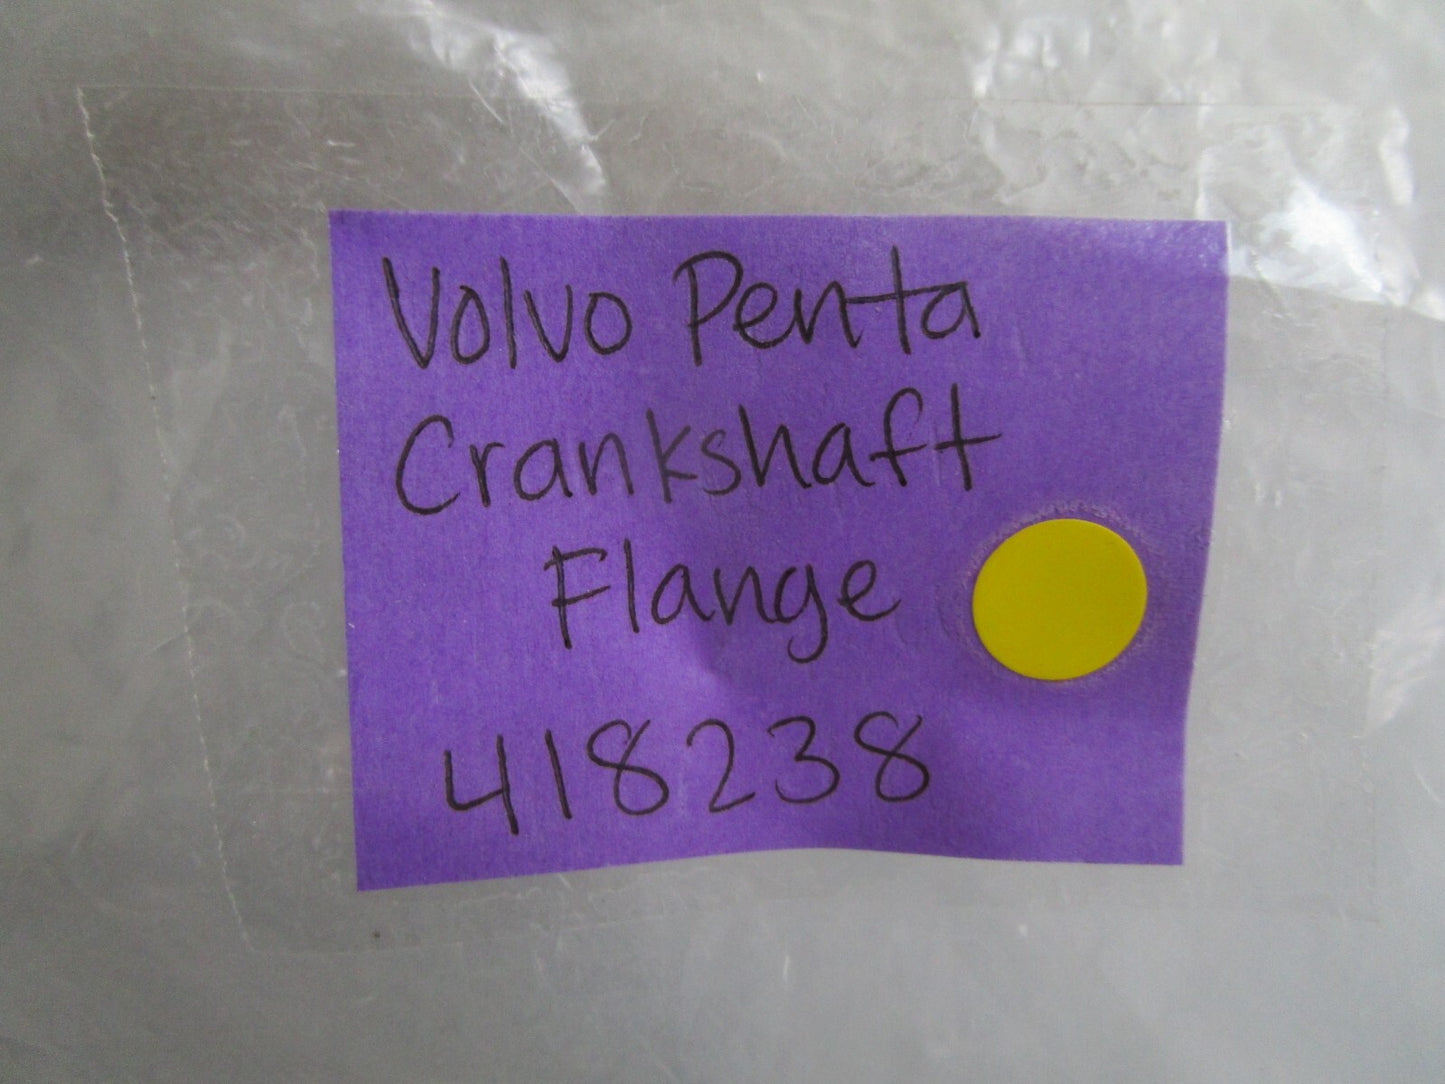 Volvo Penta
Crankshaft
Flange
418238